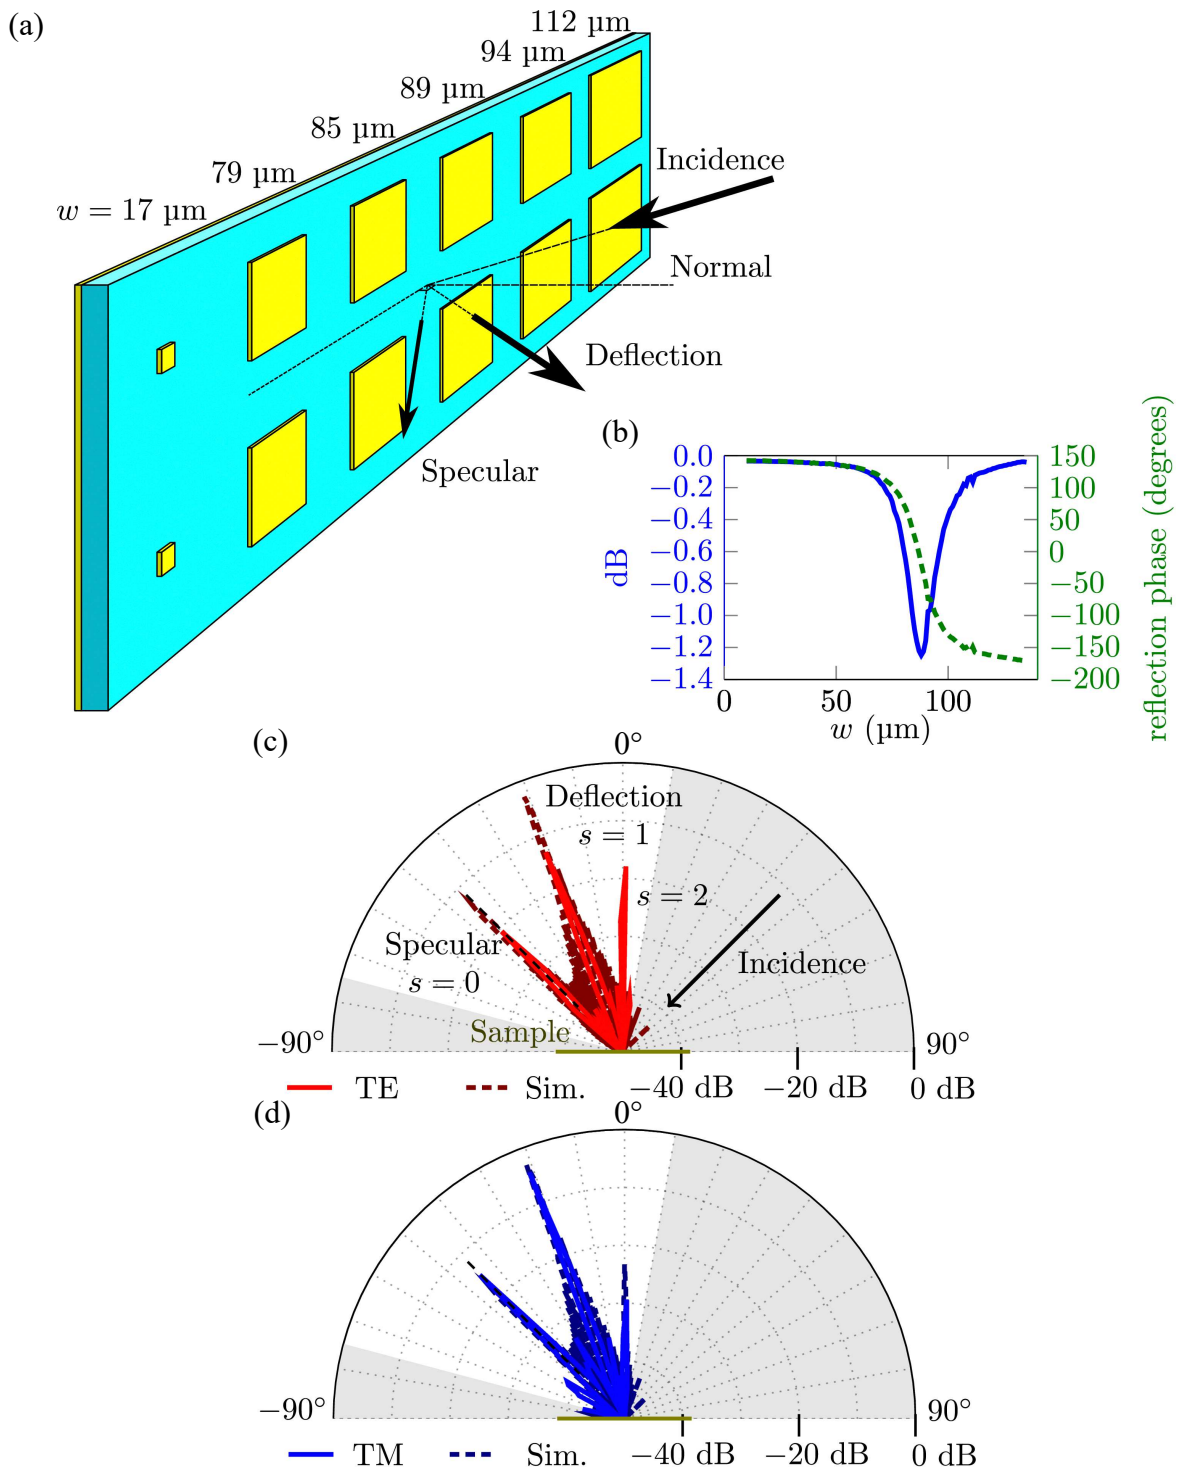 (a)
112 µm
94 µm
89 µm
85 µm
79 µm
w = 17 µm
Incidence
Normal
Deflection
Specular
(b)
0.0
−0.2
−0.4
−0.6
−0.8
−1.0
−1.2
−1.4
dB
150
100
50
0
−50
−100
−150
−200
reflection phase (degrees)
0 50 100
w (µm)
(c)
0°
Deflection
s = 1
s = 2
Specular
s = 0
Incidence
Sample
−90° 90°
TE Sim. −40 dB −20 dB 0 dB
(d)
0°
−90° 90°
TM Sim. −40 dB −20 dB 0 dB